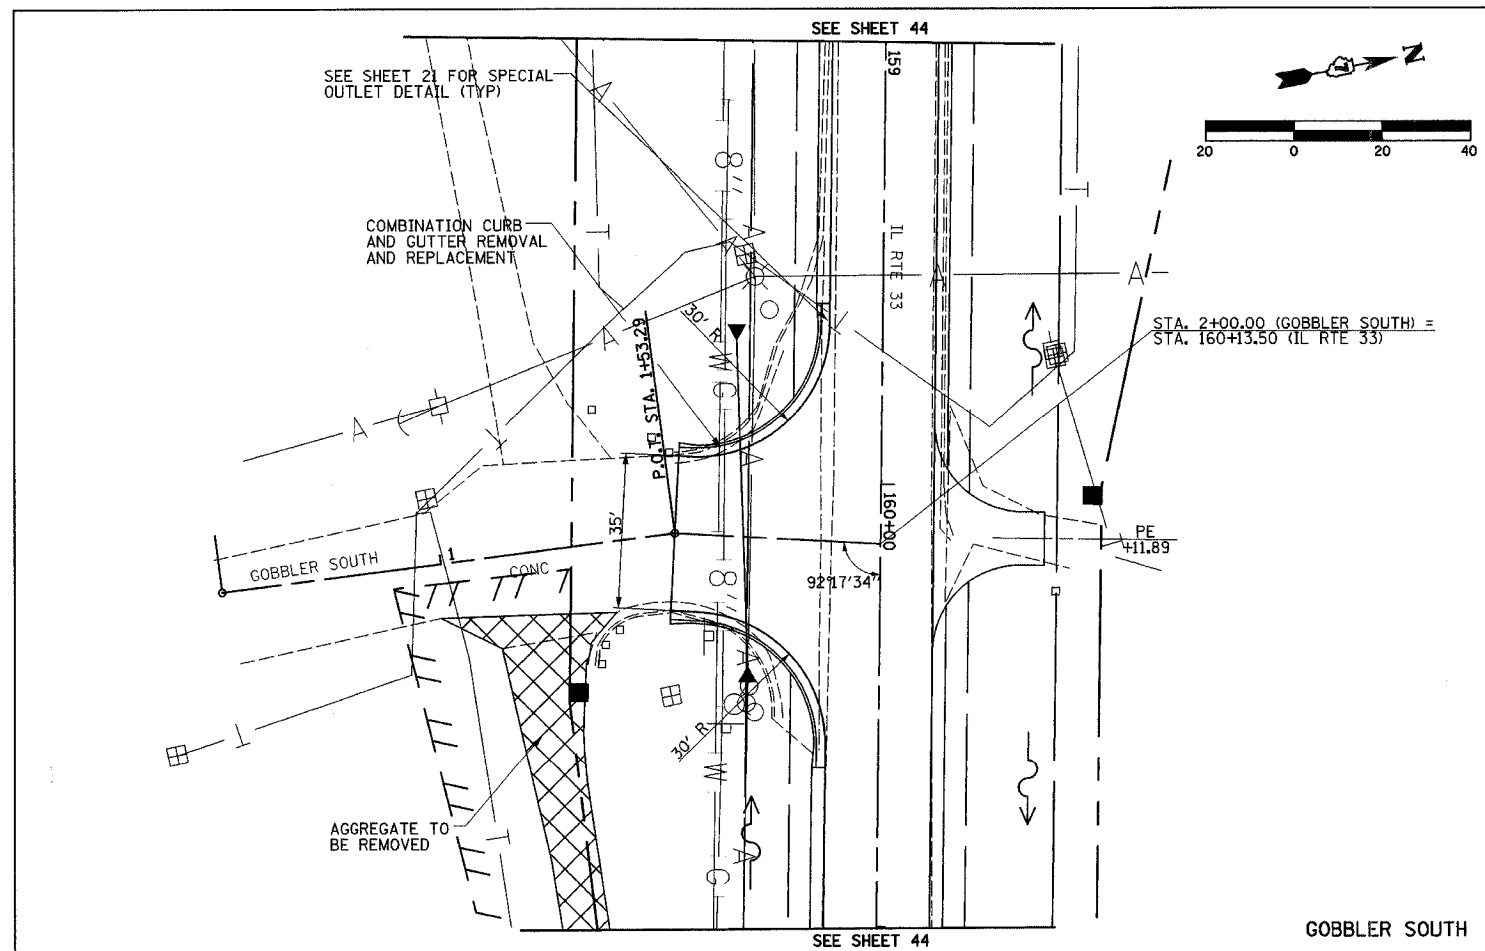 SEE SHEET 44
159
N
SEE SHEET 21 FOR SPECIAL
OUTLET DETAIL (TYP)
20 0 20 40
8"
COMBINATION CURB
AND GUTTER REMOVAL
AND REPLACEMENT
IL RTE 33
A
A
A
A
A
T
T
30' R
STA. 2+00.00 (GOBBLER SOUTH) =
STA. 160+13.50 (IL RTE 33)
P.O.T. STA. 1+53.29
W
G
A
A
35'
160+00
PE
+11.89
GOBBLER SOUTH
1
CONC
8"
92°17'34"
A
T
30' R
W
T
AGGREGATE TO
BE REMOVED
A
G
SEE SHEET 44
GOBBLER SOUTH